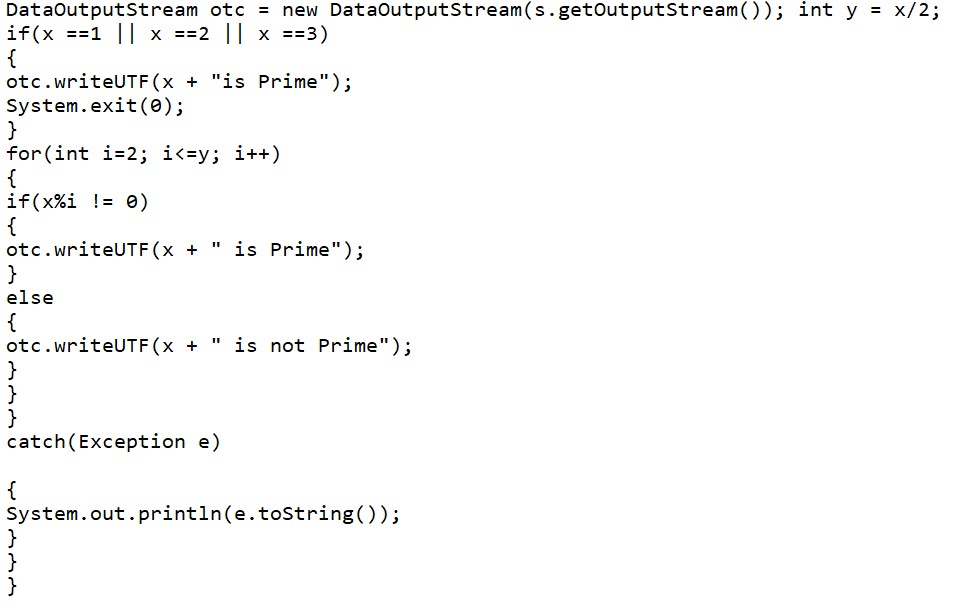 DataOutputStream otc = new DataOutputStream(s.getOutputStream()); int y = x/2;
if(x ==1 || x ==2 || x ==3)
{
otc.writeUTF(x + "is Prime");
System.exit(0);
}
for(int i=2; i<=y; i++)
{
if(x%i != 0)
{
otc.writeUTF(x + " is Prime");
}
else
{
otc.writeUTF(x + " is not Prime");
}
}
}
catch(Exception e)
{
System.out.println(e.toString());
}
}
}